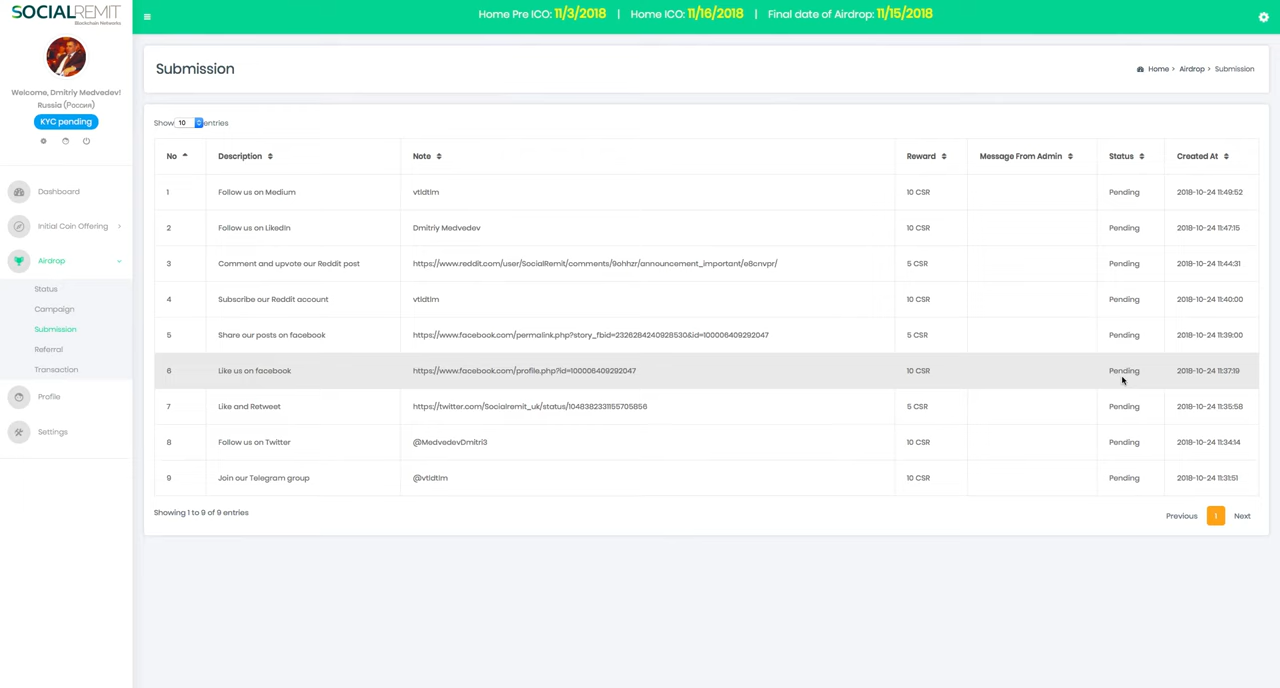 SOCIALREMIT
Blockchain Networks
Home Pre ICO: 11/3/2018 | Home ICO: 11/16/2018 | Final date of Airdrop: 11/15/2018
Welcome, Dmitriy Medvedev!
Russia (Россия)
KYC pending
Dashboard
Initial Coin Offering
Airdrop
Status
Campaign
Submission
Referral
Transaction
Profile
Settings
Submission
Home > Airdrop > Submission
Show 10 entries
No Description Note Reward Message From Admin Status Created At
1 Follow us on Medium vtldtlm 10 CSR Pending 2018-10-24 11:49:52
2 Follow us on LikedIn Dmitriy Medvedev 10 CSR Pending 2018-10-24 11:47:15
3 Comment and upvote our Reddit post https://www.reddit.com/user/SocialRemit/comments/9ohhzr/announcement_important/e8cnvpr/ 5 CSR Pending 2018-10-24 11:44:31
4 Subscribe our Reddit account vtldtlm 10 CSR Pending 2018-10-24 11:40:00
5 Share our posts on facebook https://www.facebook.com/permalink.php?story_fbid=2326284240928530&id=100006409292047 5 CSR Pending 2018-10-24 11:39:00
6 Like us on facebook https://www.facebook.com/profile.php?id=100006409292047 10 CSR Pending 2018-10-24 11:37:19
7 Like and Retweet https://twitter.com/Socialremit_uk/status/1048382331155705856 5 CSR Pending 2018-10-24 11:35:58
8 Follow us on Twitter @MedvedevDmitri3 10 CSR Pending 2018-10-24 11:34:14
9 Join our Telegram group @vtldtlm 10 CSR Pending 2018-10-24 11:31:51
Showing 1 to 9 of 9 entries
Previous 1 Next